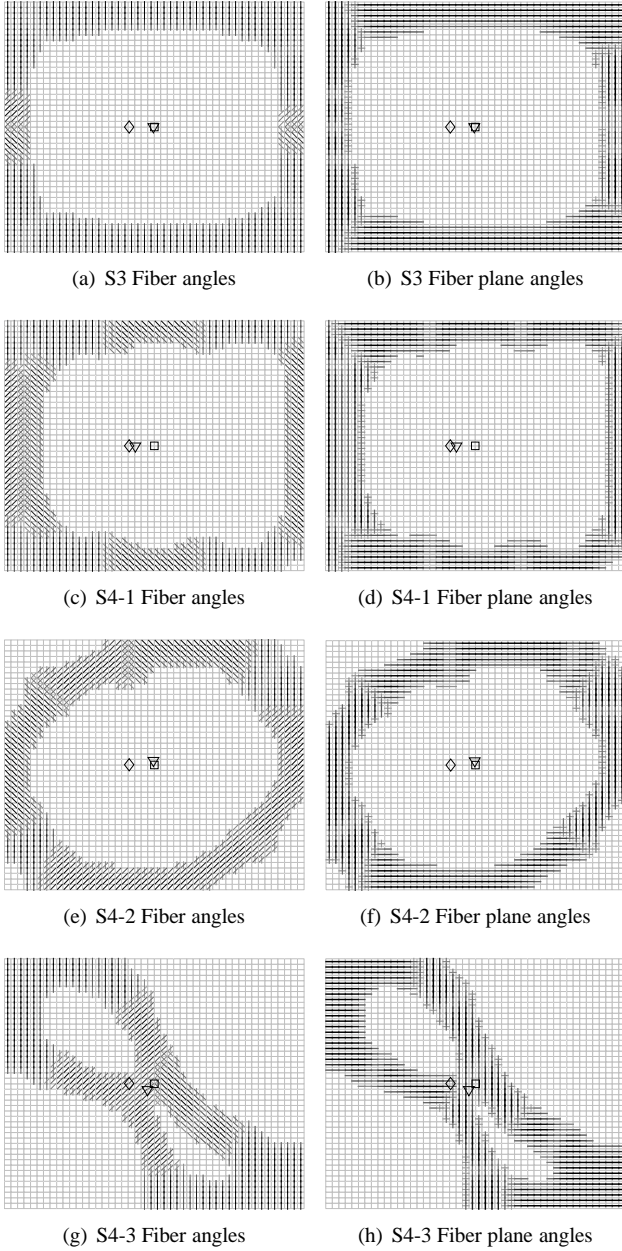 (a) S3 Fiber angles
(b) S3 Fiber plane angles
(c) S4-1 Fiber angles
(d) S4-1 Fiber plane angles
(e) S4-2 Fiber angles
(f) S4-2 Fiber plane angles
(g) S4-3 Fiber angles
(h) S4-3 Fiber plane angles